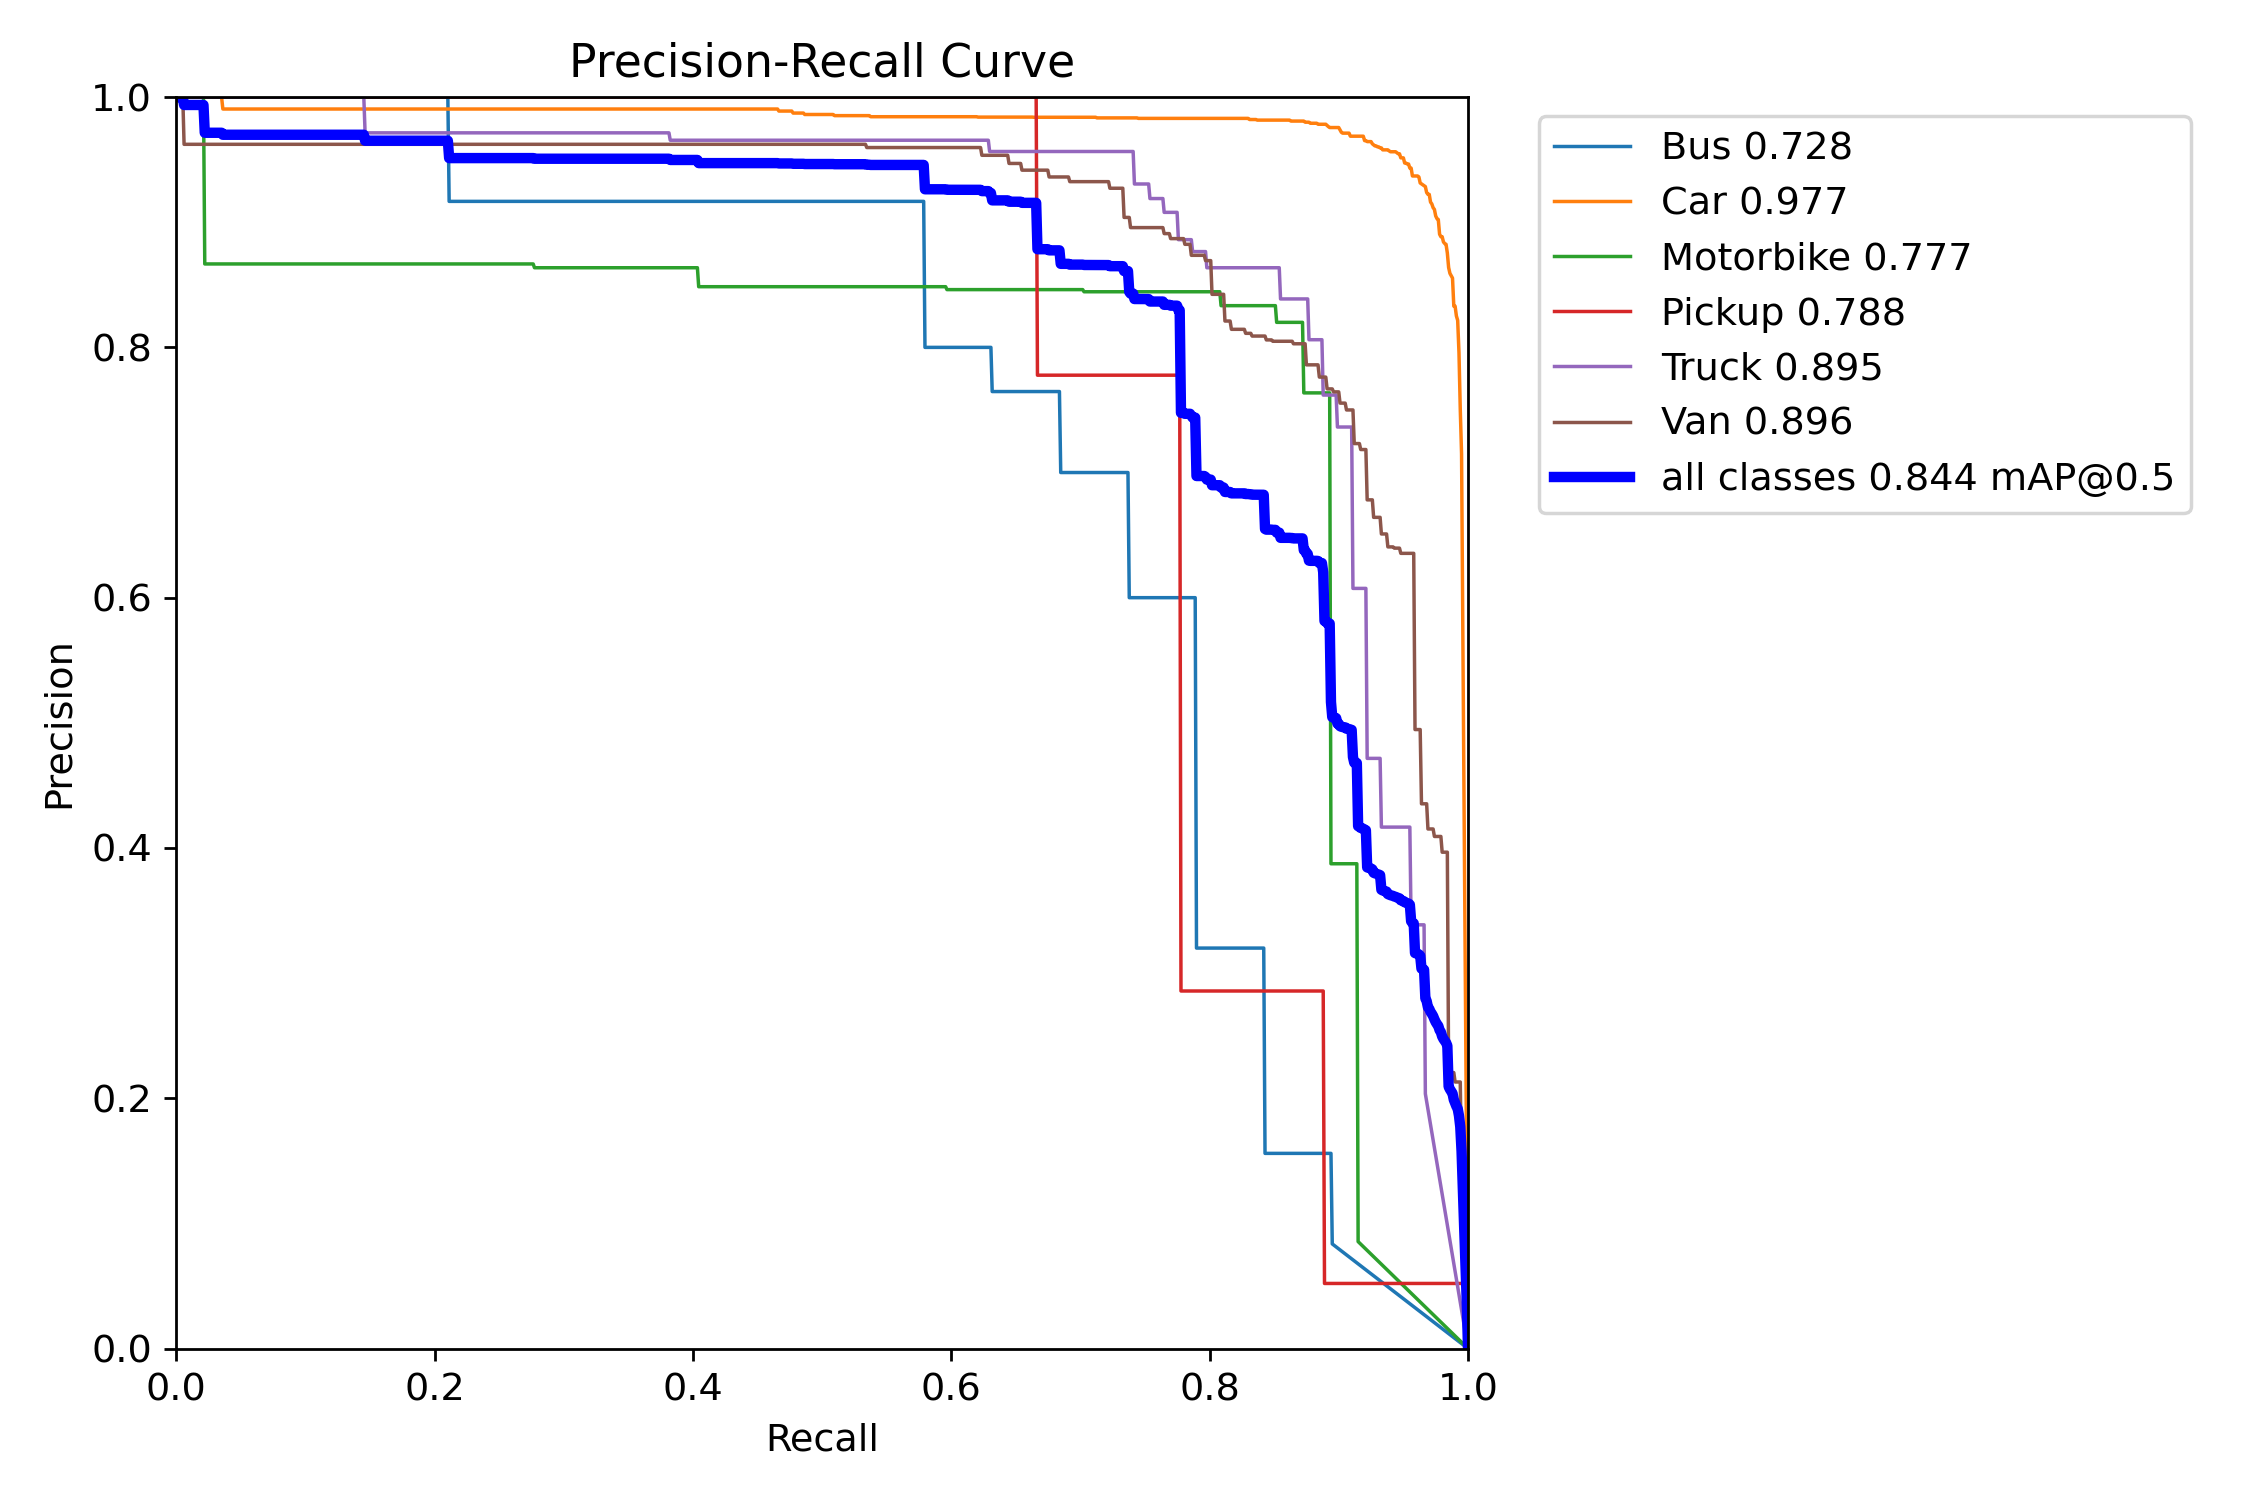 Precision-Recall Curve
1.0
0.8
0.6
0.4
0.2
0.0
Precision
0.0 0.2 0.4 0.6 0.8 1.0
Recall
Bus 0.728
Car 0.977
Motorbike 0.777
Pickup 0.788
Truck 0.895
Van 0.896
all classes 0.844 mAP@0.5